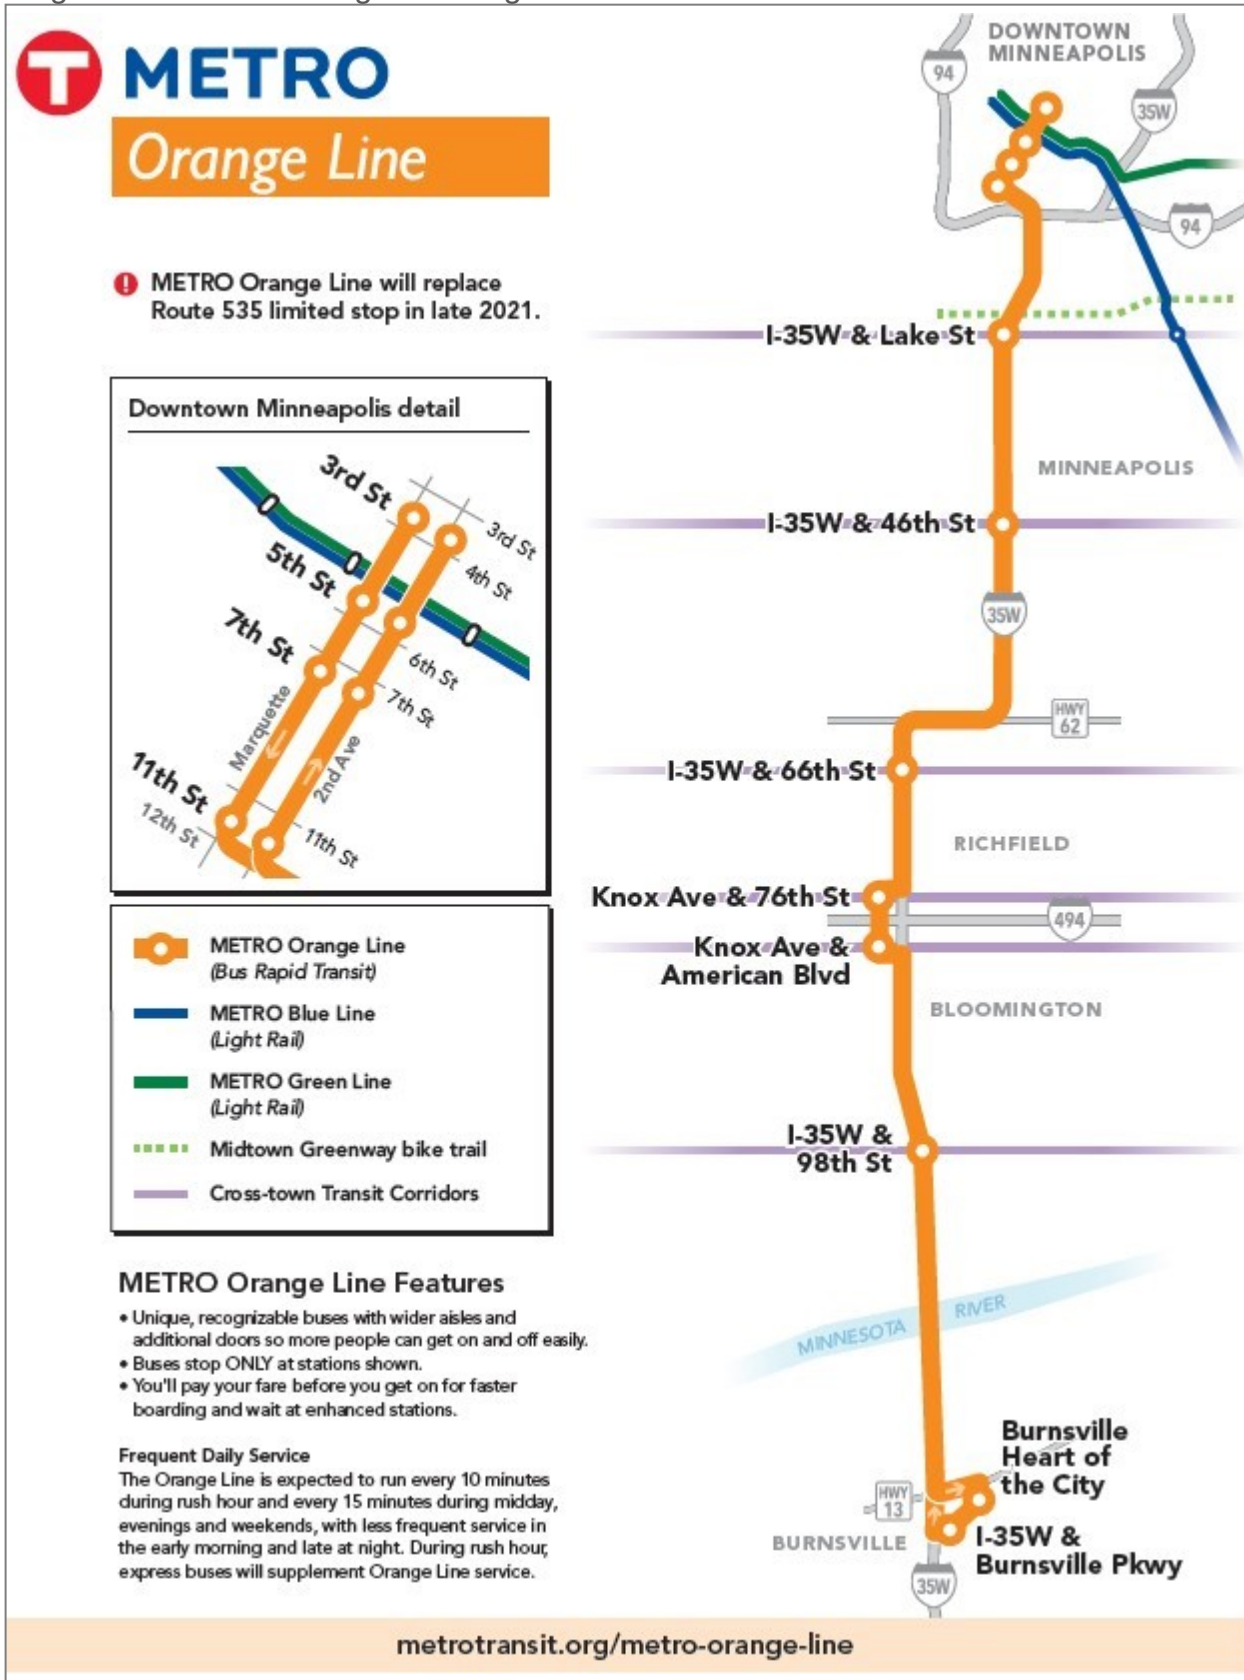 T METRO
Orange Line
METRO Orange Line will replace
Route 535 limited stop in late 2021.
Downtown Minneapolis detail
3rd St
5th St
7th St
11th St
12th St
3rd St
4th St
6th St
7th St
11th St
Marquette
2nd Ave
METRO Orange Line
(Bus Rapid Transit)
METRO Blue Line
(Light Rail)
METRO Green Line
(Light Rail)
Midtown Greenway bike trail
Cross-town Transit Corridors
METRO Orange Line Features
• Unique, recognizable buses with wider aisles and
additional doors so more people can get on and off easily.
• Buses stop ONLY at stations shown.
• You'll pay your fare before you get on for faster
boarding and wait at enhanced stations.
Frequent Daily Service
The Orange Line is expected to run every 10 minutes
during rush hour and every 15 minutes during midday,
evenings and weekends, with less frequent service in
the early morning and late at night. During rush hour,
express buses will supplement Orange Line service.
DOWNTOWN
MINNEAPOLIS
94
35W
94
I-35W & Lake St
MINNEAPOLIS
I-35W & 46th St
35W
HWY
62
I-35W & 66th St
RICHFIELD
Knox Ave & 76th St
494
Knox Ave &
American Blvd
BLOOMINGTON
I-35W &
98th St
MINNESOTA RIVER
Burnsville
Heart of
the City
HWY
13
BURNSVILLE
I-35W &
Burnsville Pkwy
35W
metrotransit.org/metro-orange-line